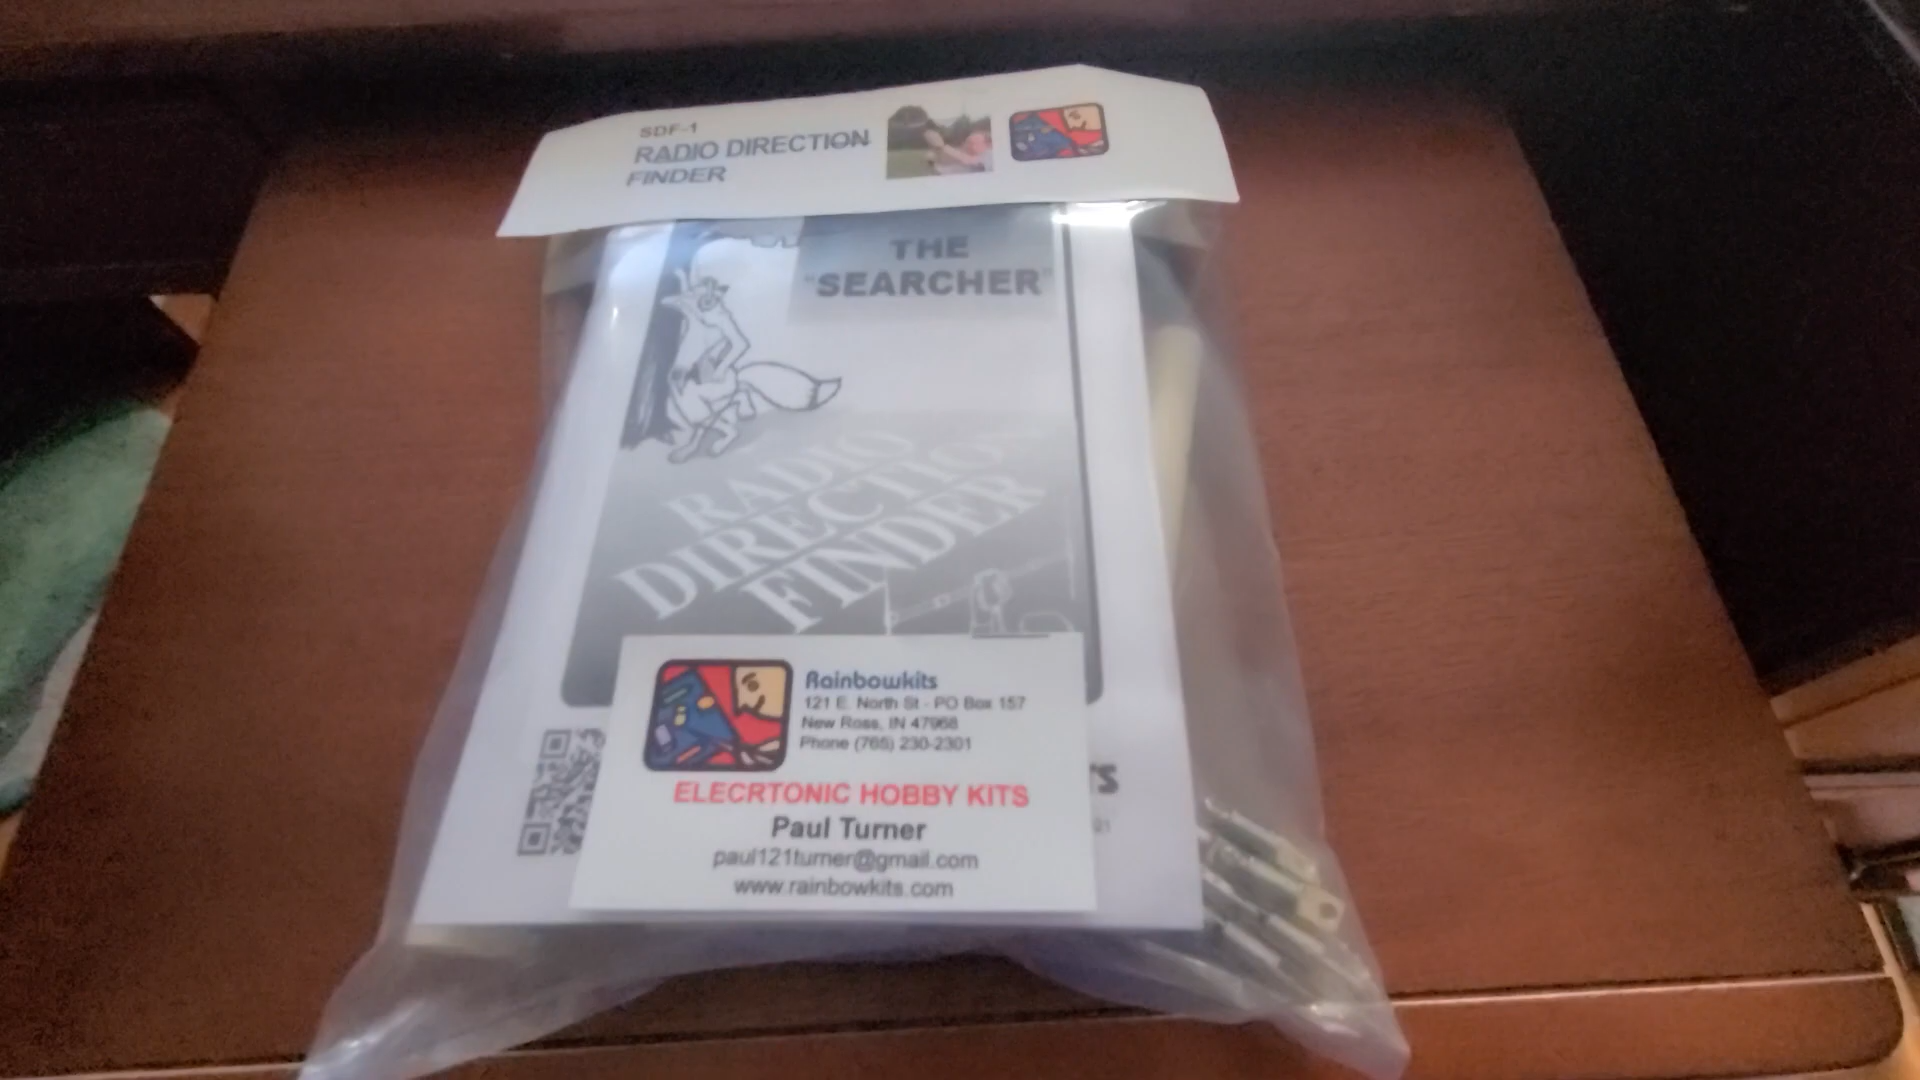 SDF-1
RADIO DIRECTION
FINDER
THE
"SEARCHER"
RADIO
DIRECTION
FINDER
Rainbowkits
121 E. North St - PO Box 157
New Ross, IN 47968
Phone (765) 230-2301
ELECRTONIC HOBBY KITS
Paul Turner
paul121turner@gmail.com
www.rainbowkits.com